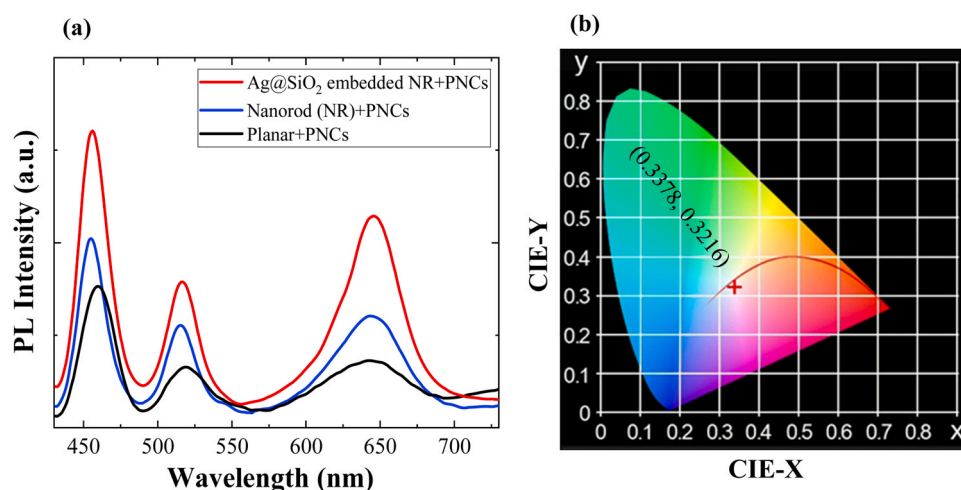 (a)
Ag@SiO₂ embedded NR+PNCs
Nanorod (NR)+PNCs
Planar+PNCs
PL Intensity (a.u.)
450 500 550 600 650 700
Wavelength (nm)
(b)
y
0.8
0.7
0.6
0.5
0.4
0.3
0.2
0.1
0
(0.3378, 0.3216)
CIE-Y
0 0.1 0.2 0.3 0.4 0.5 0.6 0.7 0.8 x
CIE-X